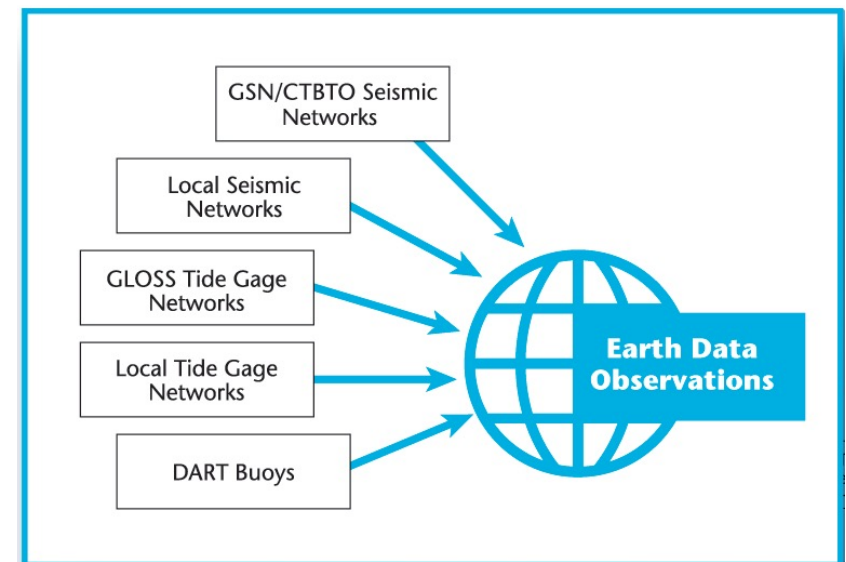 GSN/CTBTO Seismic
Networks
Local Seismic
Networks
GLOSS Tide Gage
Networks
Local Tide Gage
Networks
DART Buoys
Earth Data
Observations